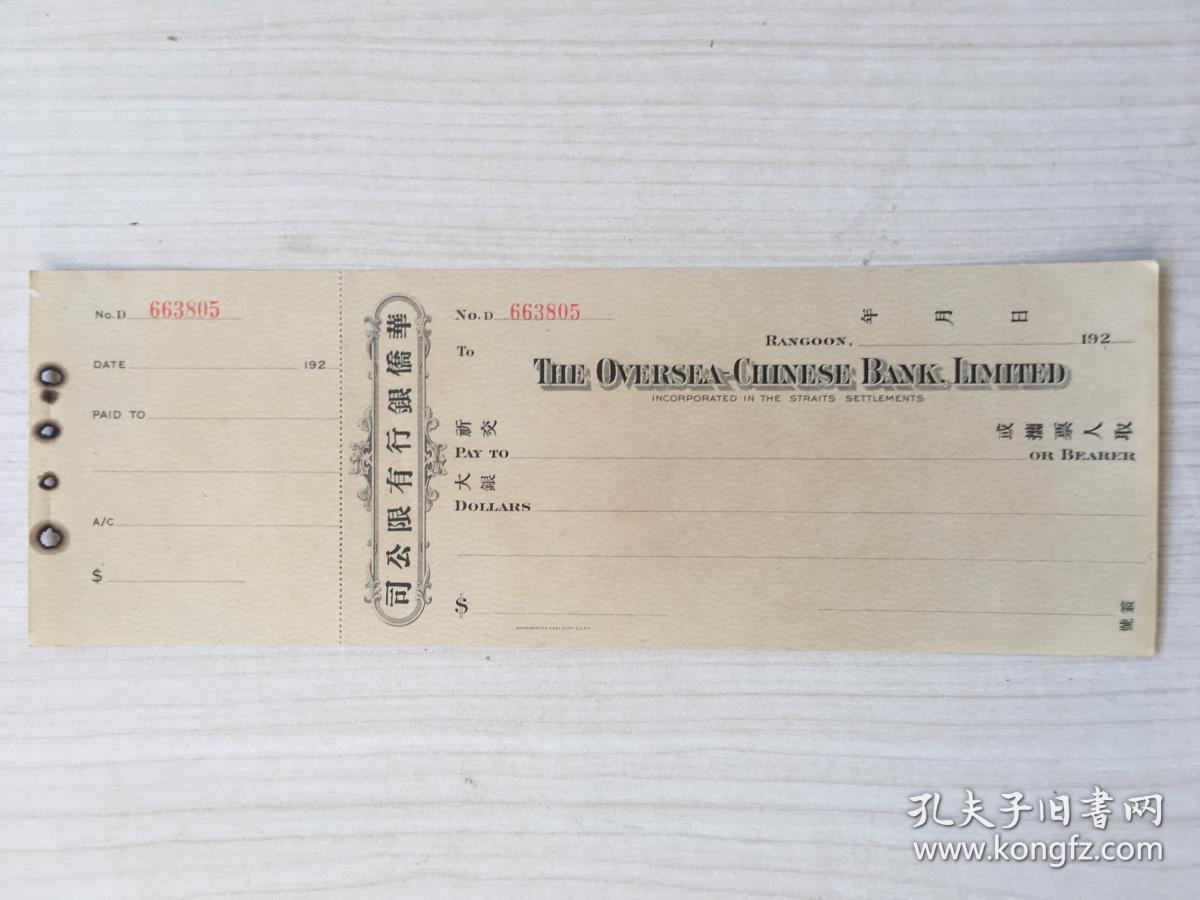 No. D 663805
DATE 192
PAID TO
A/C
$
華僑銀行有限公司
No. D 663805
年 月 日
RANGOON, 192
To
THE OVERSEA-CHINESE BANK, LIMITED
INCORPORATED IN THE STRAITS SETTLEMENTS
祈交
或攜票人取
PAY TO OR BEARER
大銀
DOLLARS
$
孔夫子旧书网
www.kongfz.com